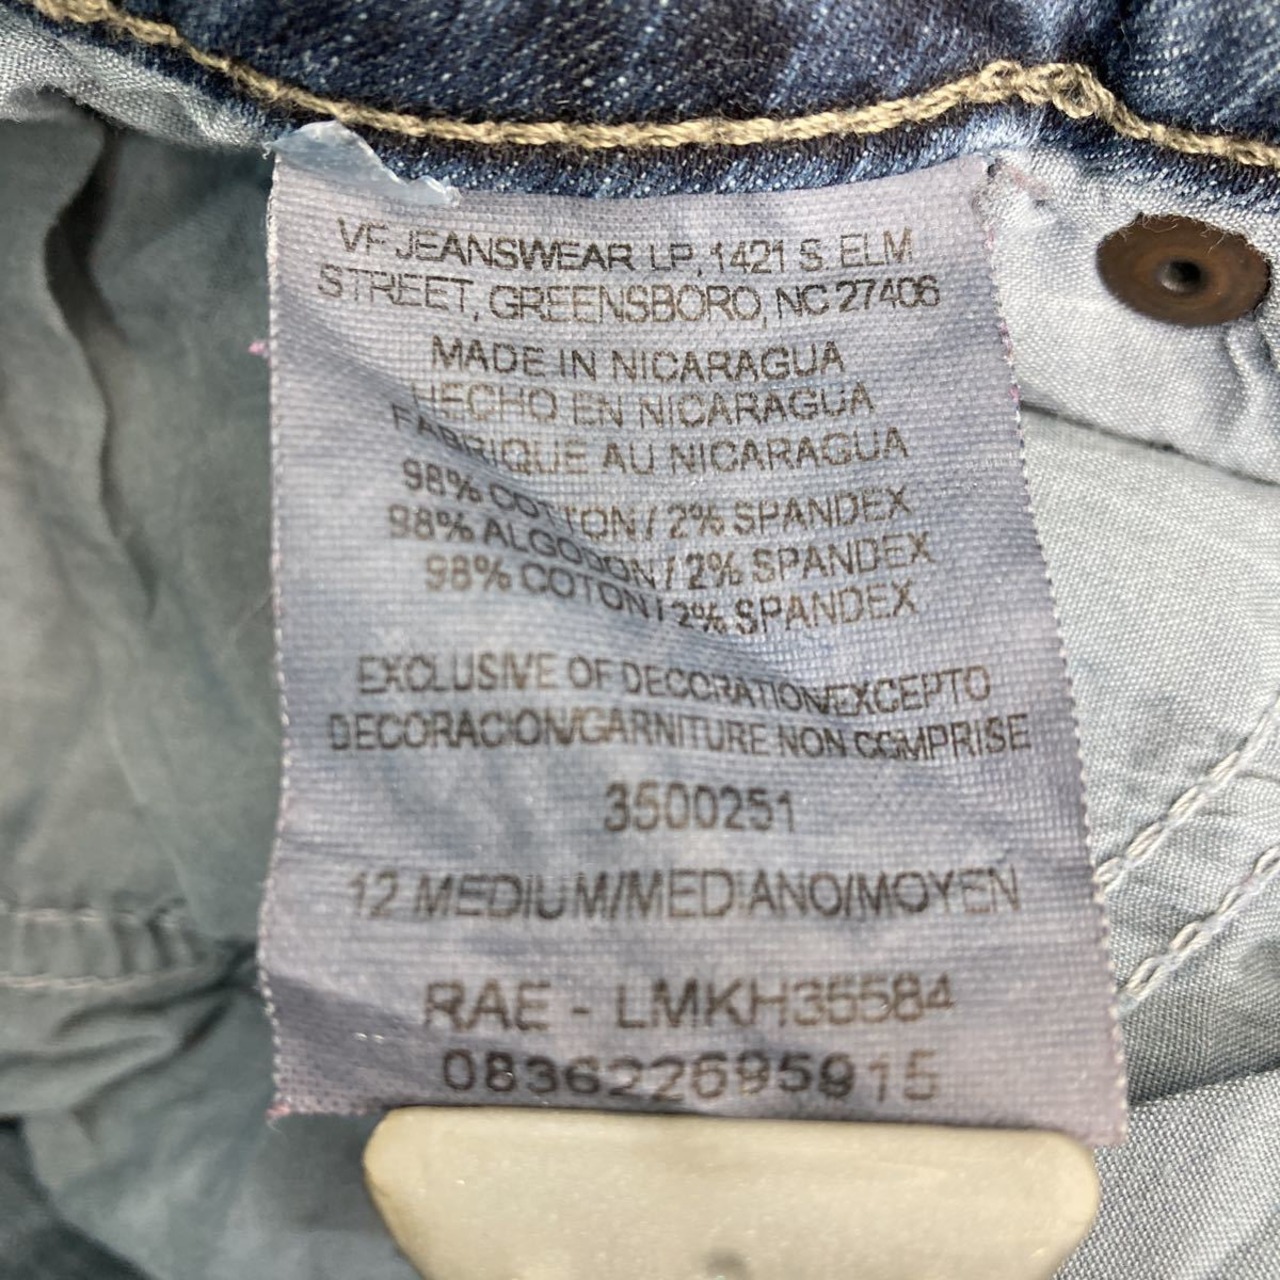 VF JEANSWEAR LP, 1421 S. ELM
STREET, GREENSBORO, NC 27406
MADE IN NICARAGUA
HECHO EN NICARAGUA
FABRIQUE AU NICARAGUA
98% COTTON / 2% SPANDEX
98% ALGODON / 2% SPANDEX
98% COTON / 2% SPANDEX
EXCLUSIVE OF DECORATION/EXCEPTO
DECORACION/GARNITURE NON COMPRISE
3500251
12 MEDIUM/MEDIANO/MOYEN
RAE - LMKH35584
083622695915